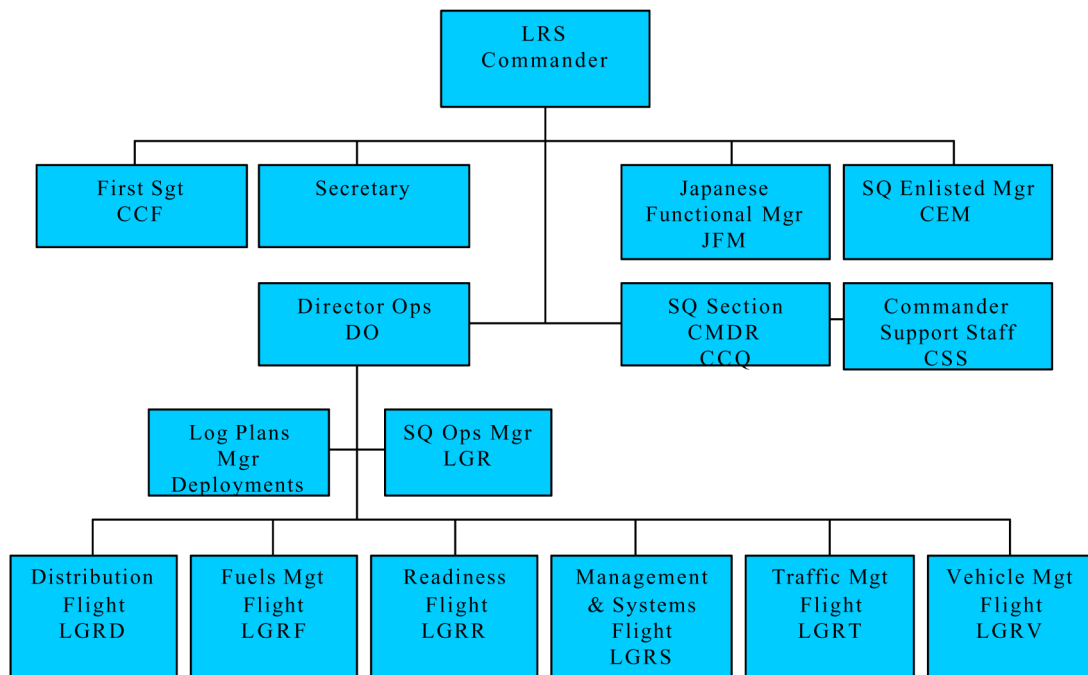 LRS
Commander
First Sgt
CCF
Secretary
Japanese
Functional Mgr
JFM
SQ Enlisted Mgr
CEM
Director Ops
DO
SQ Section
CMDR
CCQ
Commander
Support Staff
CSS
Log Plans
Mgr
Deployments
SQ Ops Mgr
LGR
Distribution
Flight
LGRD
Fuels Mgt
Flight
LGRF
Readiness
Flight
LGRR
Management
& Systems
Flight
LGRS
Traffic Mgt
Flight
LGRT
Vehicle Mgt
Flight
LGRV